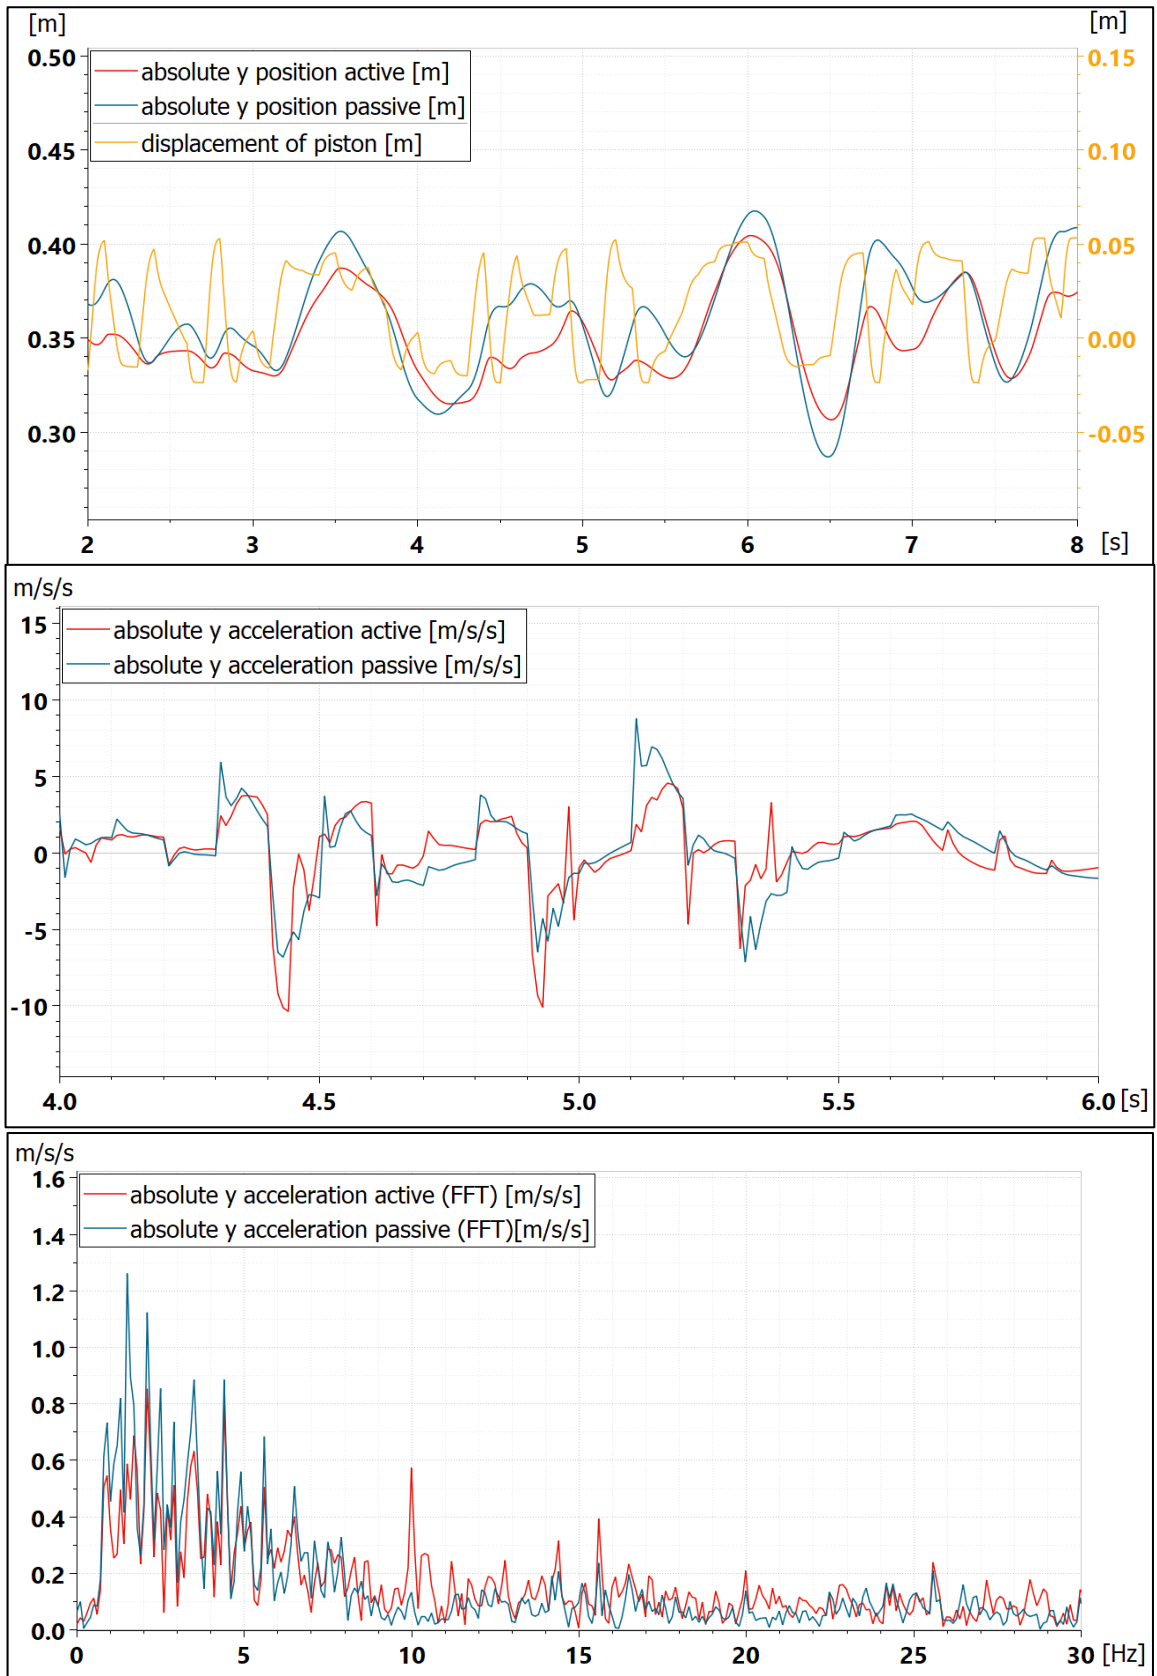 [m] [m]
0.50 0.15
absolute y position active [m]
absolute y position passive [m]
displacement of piston [m]
0.45 0.10
0.40 0.05
0.35 0.00
0.30 -0.05
2 3 4 5 6 7 8 [s]
m/s/s
15
absolute y acceleration active [m/s/s]
absolute y acceleration passive [m/s/s]
10
5
0
-5
-10
4.0 4.5 5.0 5.5 6.0 [s]
m/s/s
1.6
absolute y acceleration active (FFT) [m/s/s]
absolute y acceleration passive (FFT)[m/s/s]
1.4
1.2
1.0
0.8
0.6
0.4
0.2
0.0
0 5 10 15 20 25 30 [Hz]